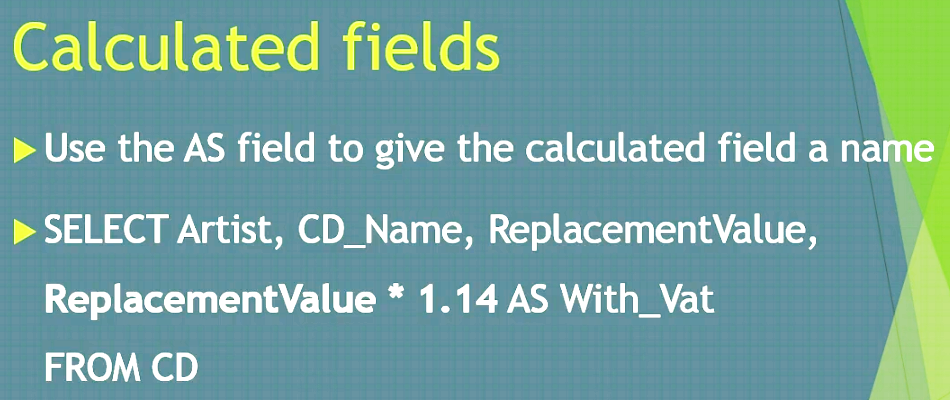 Calculated fields
Use the AS field to give the calculated field a name
SELECT Artist, CD_Name, ReplacementValue,
ReplacementValue * 1.14 AS With_Vat
FROM CD